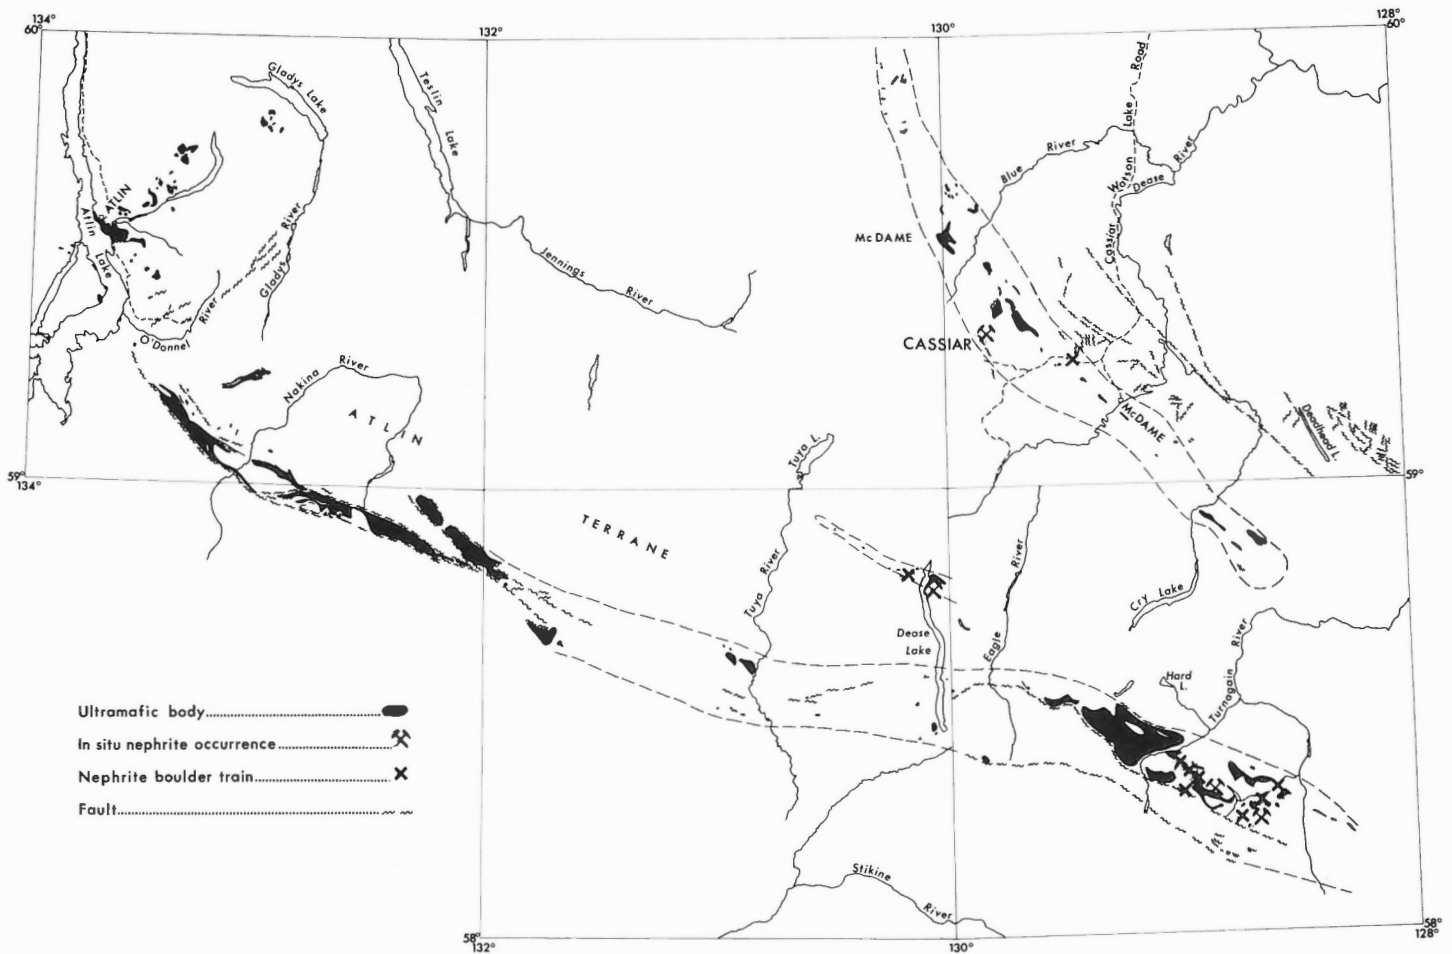 134°
60°
132°
130°
128°
60°
Gladys Lake
Teslin
Lake
Road
Lake
Watson
Cassiar
River
Blue
River
Dease
ATLIN
Atlin
Lake
River
Gladys
McDAME
Jennings
River
River
O'Donnel
CASSIAR
Nakina
River
ATLIN
McDAME
Deadhead L.
Tuya L.
59°
134°
59°
TERRANE
River
Tuya
River
Eagle
Cry Lake
Dease
Lake
River
Turnagain
Hard
L.
Ultramafic body
In situ nephrite occurrence
Nephrite boulder train
Fault
Stikine
River
58°
132°
130°
58°
128°